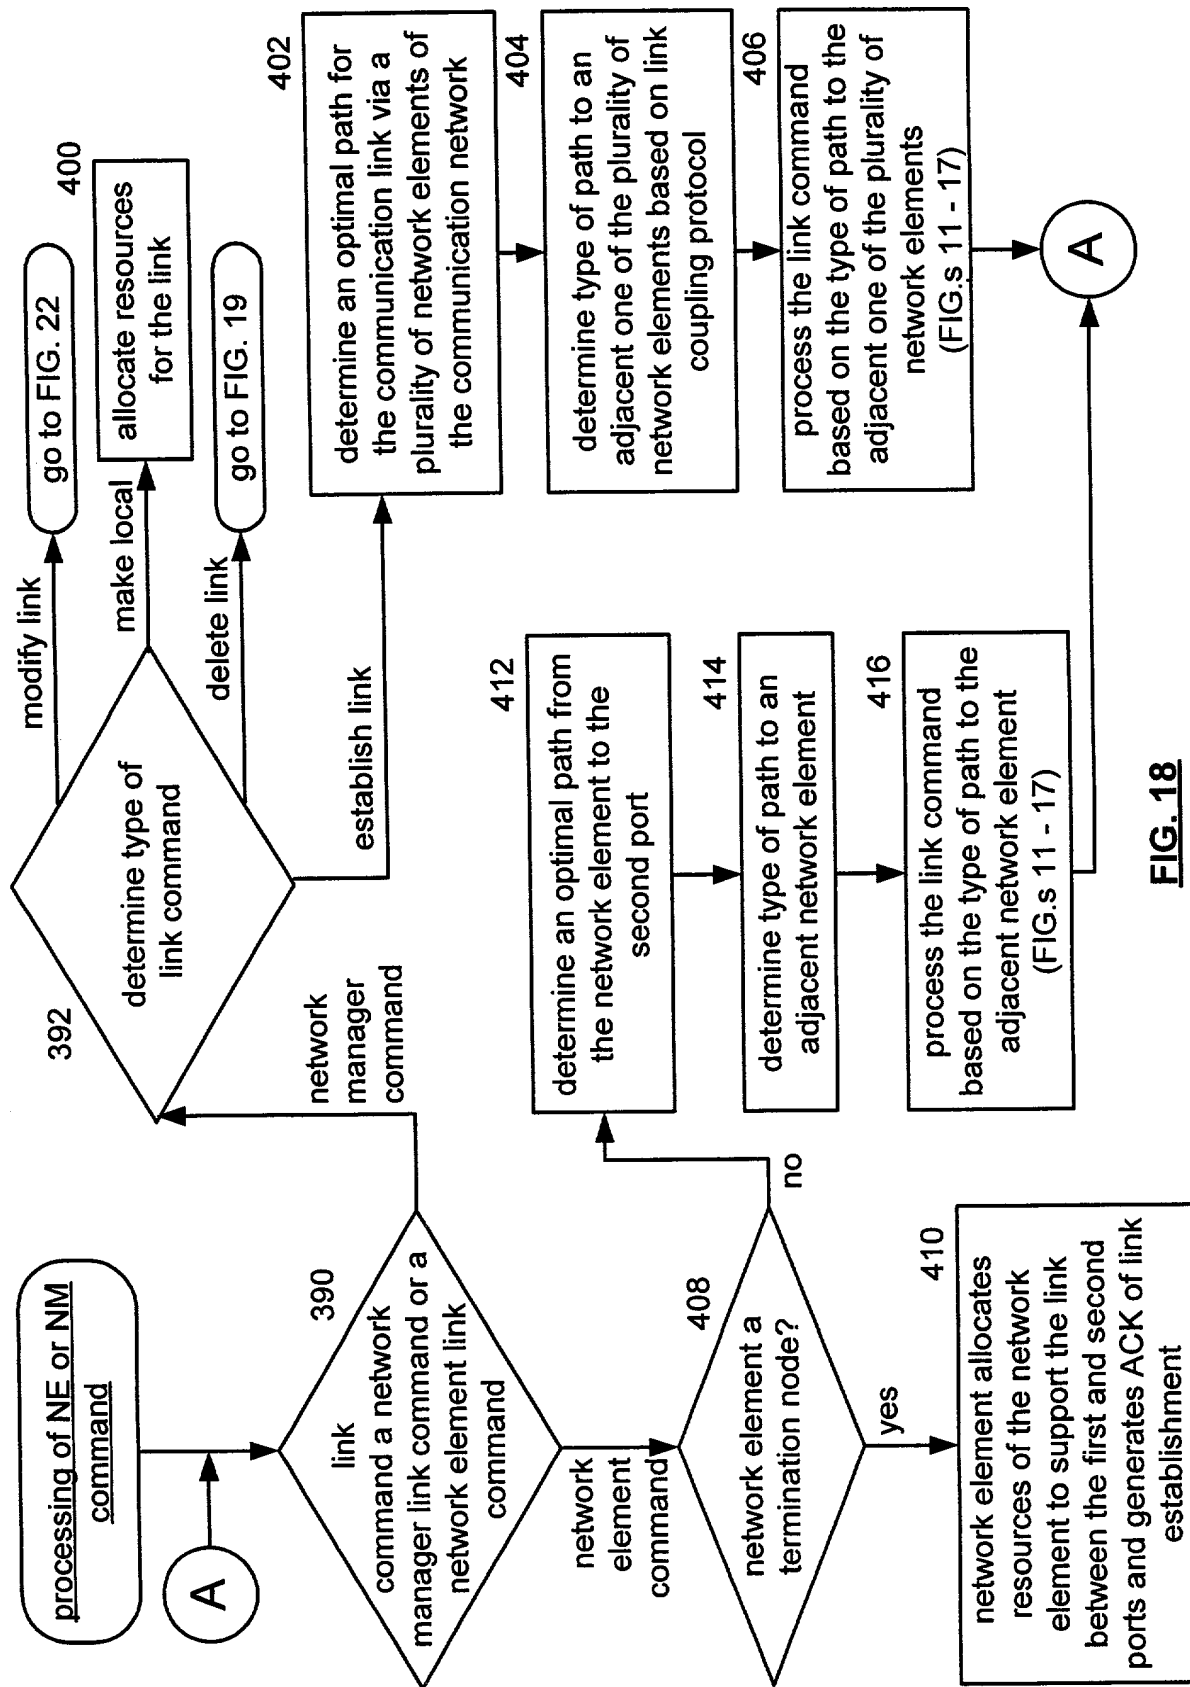 processing of NE or NM
command
A
390
link
command a network
manager link command or a
network element link
command
network
manager
command
network
element
command
392
determine type of
link command
modify link
go to FIG. 22
make local
400
allocate resources
for the link
delete link
go to FIG. 19
establish link
402
determine an optimal path for
the communication link via a
plurality of network elements of
the communication network
404
determine type of path to an
adjacent one of the plurality of
network elements based on link
coupling protocol
406
process the link command
based on the type of path to the
adjacent one of the plurality of
network elements
(FIG.s 11 - 17)
A
408
network element a
termination node?
no
yes
410
network element allocates
resources of the network
element to support the link
between the first and second
ports and generates ACK of link
establishment
412
determine an optimal path from
the network element to the
second port
414
determine type of path to an
adjacent network element
416
process the link command
based on the type of path to the
adjacent network element
(FIG.s 11 - 17)
FIG. 18